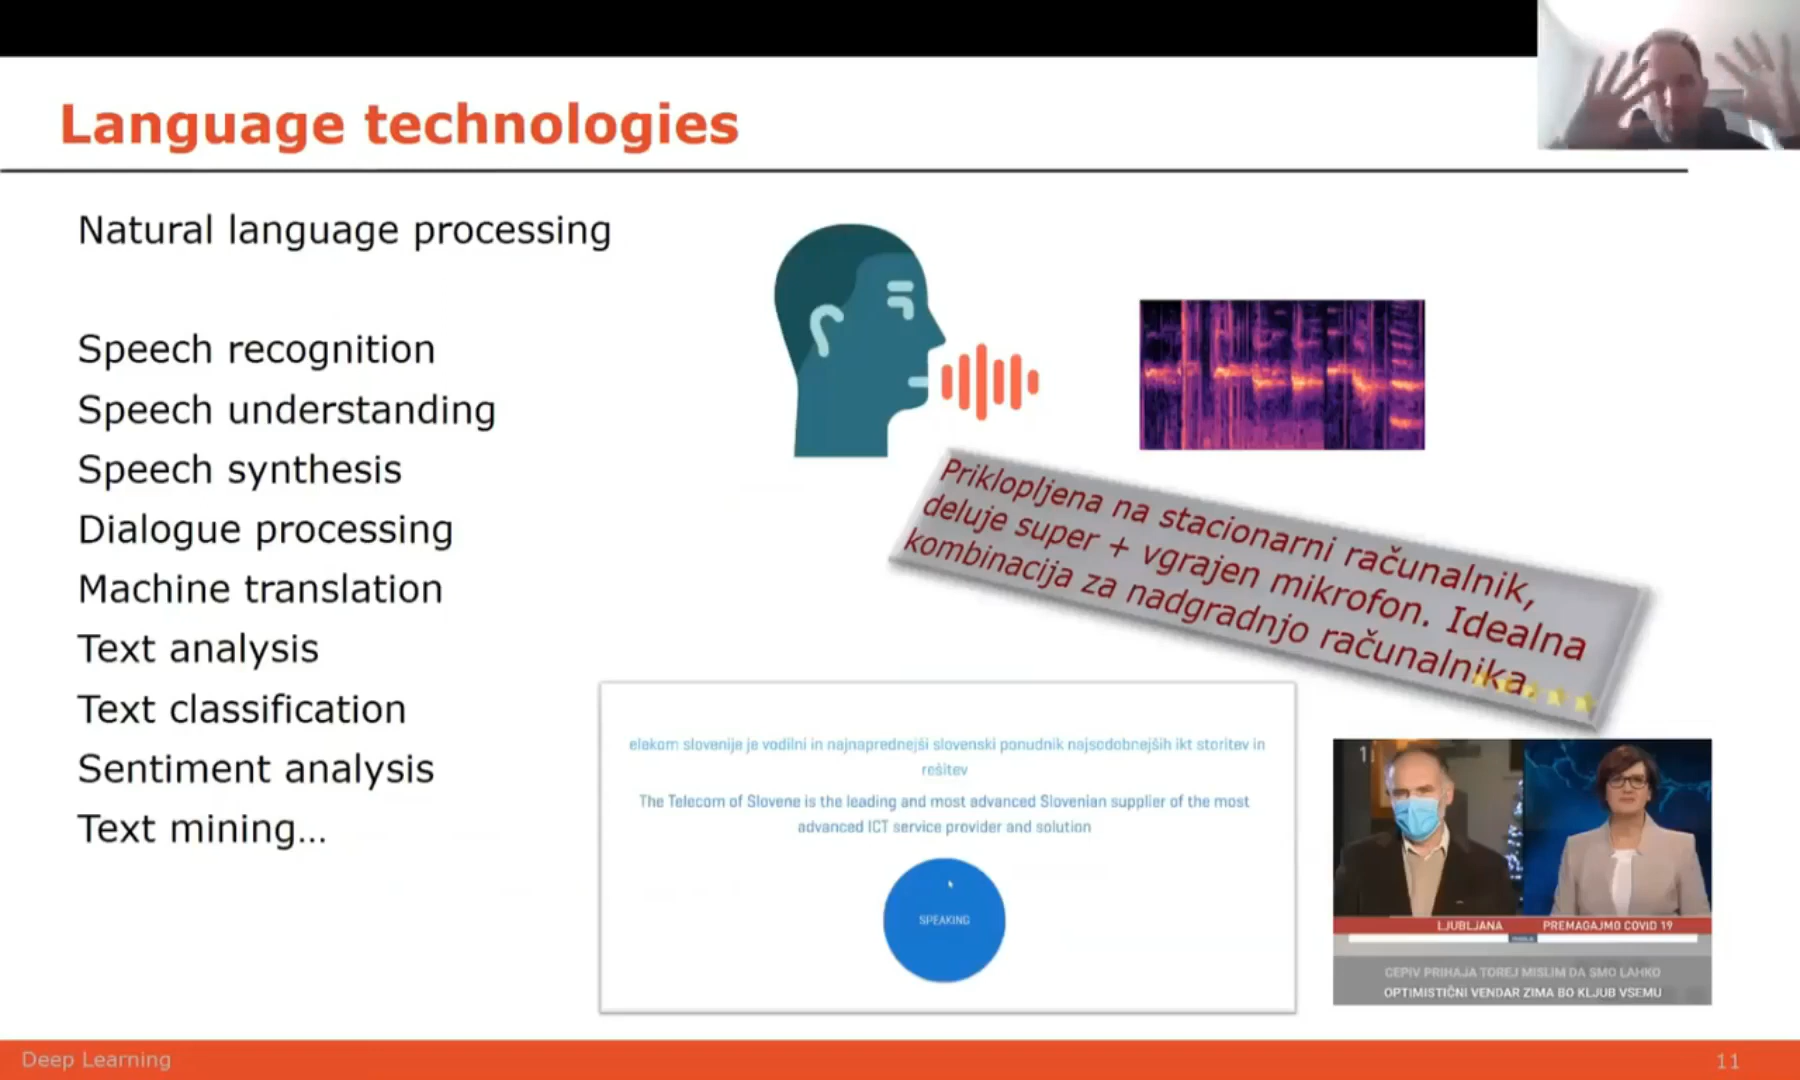 Language technologies
Natural language processing
Speech recognition
Speech understanding
Speech synthesis
Dialogue processing
Machine translation
Text analysis
Text classification
Sentiment analysis
Text mining...
Priklopljena na stacionarni računalnik,
deluje super + vgrajen mikrofon. Idealna
kombinacija za nadgradnjo računalnika.
elekom slovenije je vodilni in najnaprednejši slovenski ponudnik najsodobnejših ikt storitev in
rešitev
The Telecom of Slovene is the leading and most advanced Slovenian supplier of the most
advanced ICT service provider and solution
SPEAKING
LJUBLJANA PREMAGAJMO COVID 19
CEPIV PRIHAJA TOREJ MISLIM DA SMO LAHKO
OPTIMISTIČNI VENDAR ZIMA BO KLJUB VSEMU
Deep Learning
11